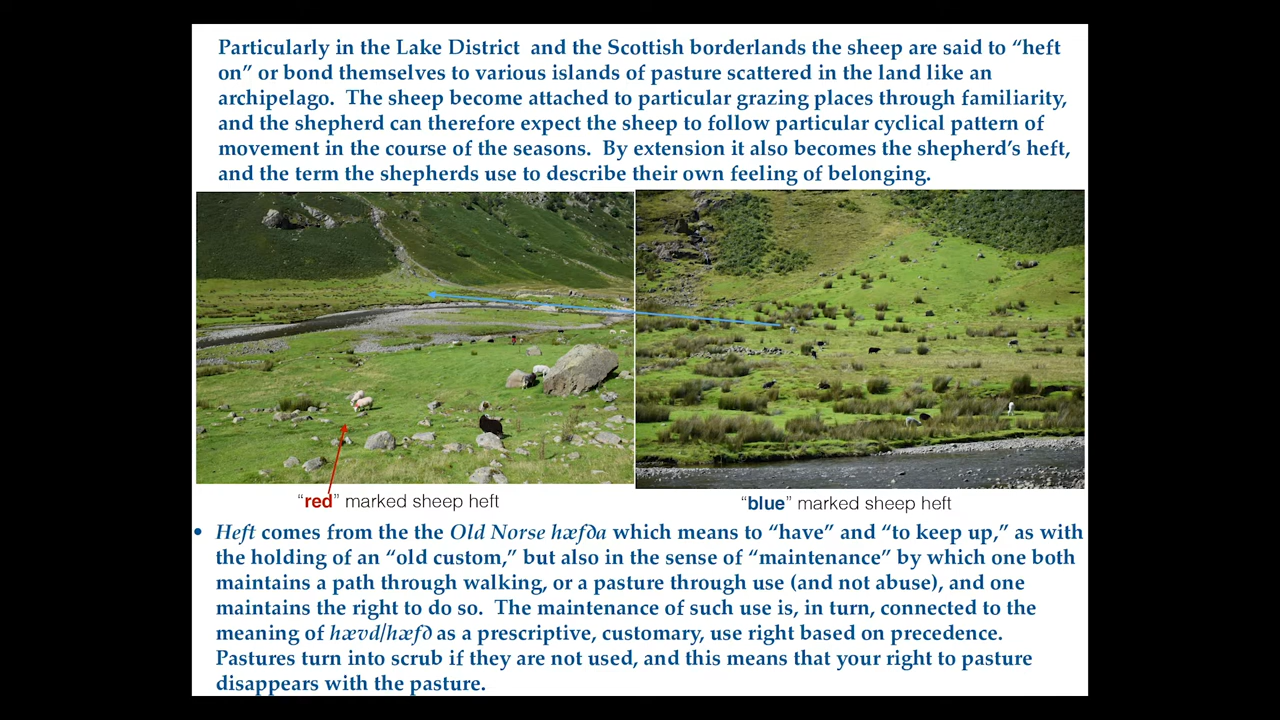 Particularly in the Lake District and the Scottish borderlands the sheep are said to “heft
on” or bond themselves to various islands of pasture scattered in the land like an
archipelago. The sheep become attached to particular grazing places through familiarity,
and the shepherd can therefore expect the sheep to follow particular cyclical pattern of
movement in the course of the seasons. By extension it also becomes the shepherd’s heft,
and the term the shepherds use to describe their own feeling of belonging.
“red” marked sheep heft
“blue” marked sheep heft
• Heft comes from the the Old Norse hæfða which means to “have” and “to keep up,” as with
the holding of an “old custom,” but also in the sense of “maintenance” by which one both
maintains a path through walking, or a pasture through use (and not abuse), and one
maintains the right to do so. The maintenance of such use is, in turn, connected to the
meaning of hævd/hæfð as a prescriptive, customary, use right based on precedence.
Pastures turn into scrub if they are not used, and this means that your right to pasture
disappears with the pasture.